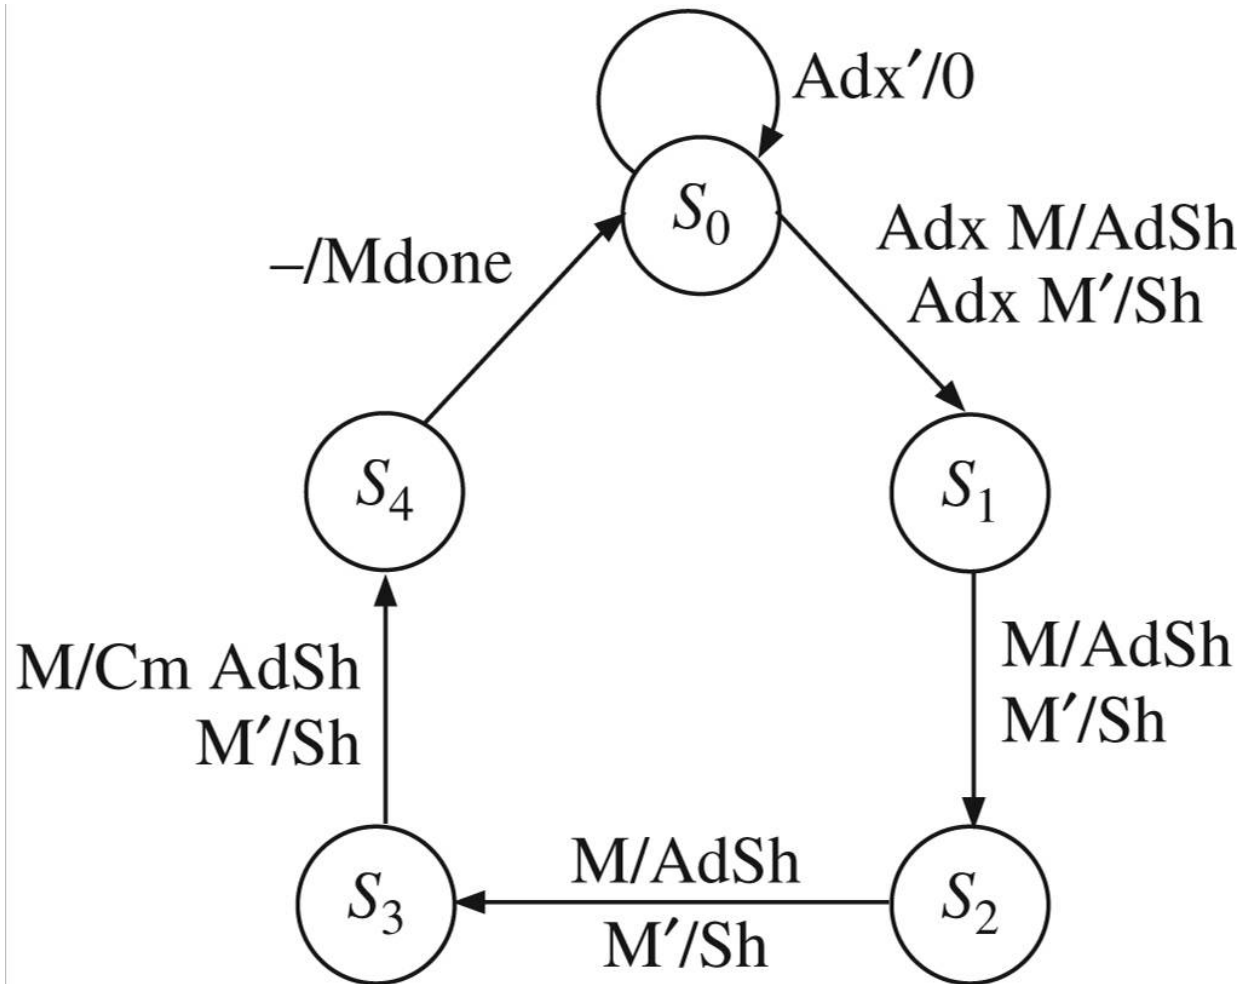 Adx′/0
S₀
Adx M/AdSh
Adx M′/Sh
–/Mdone
S₄
S₁
M/Cm AdSh
M′/Sh
M/AdSh
M′/Sh
M/AdSh
S₃
S₂
M′/Sh